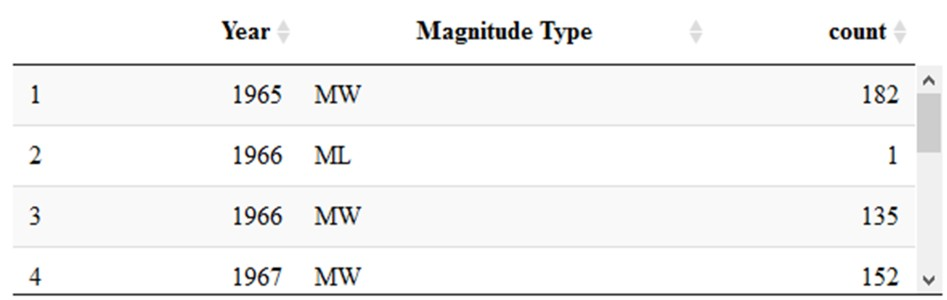 Year Magnitude Type count
1 1965 MW 182
2 1966 ML 1
3 1966 MW 135
4 1967 MW 152